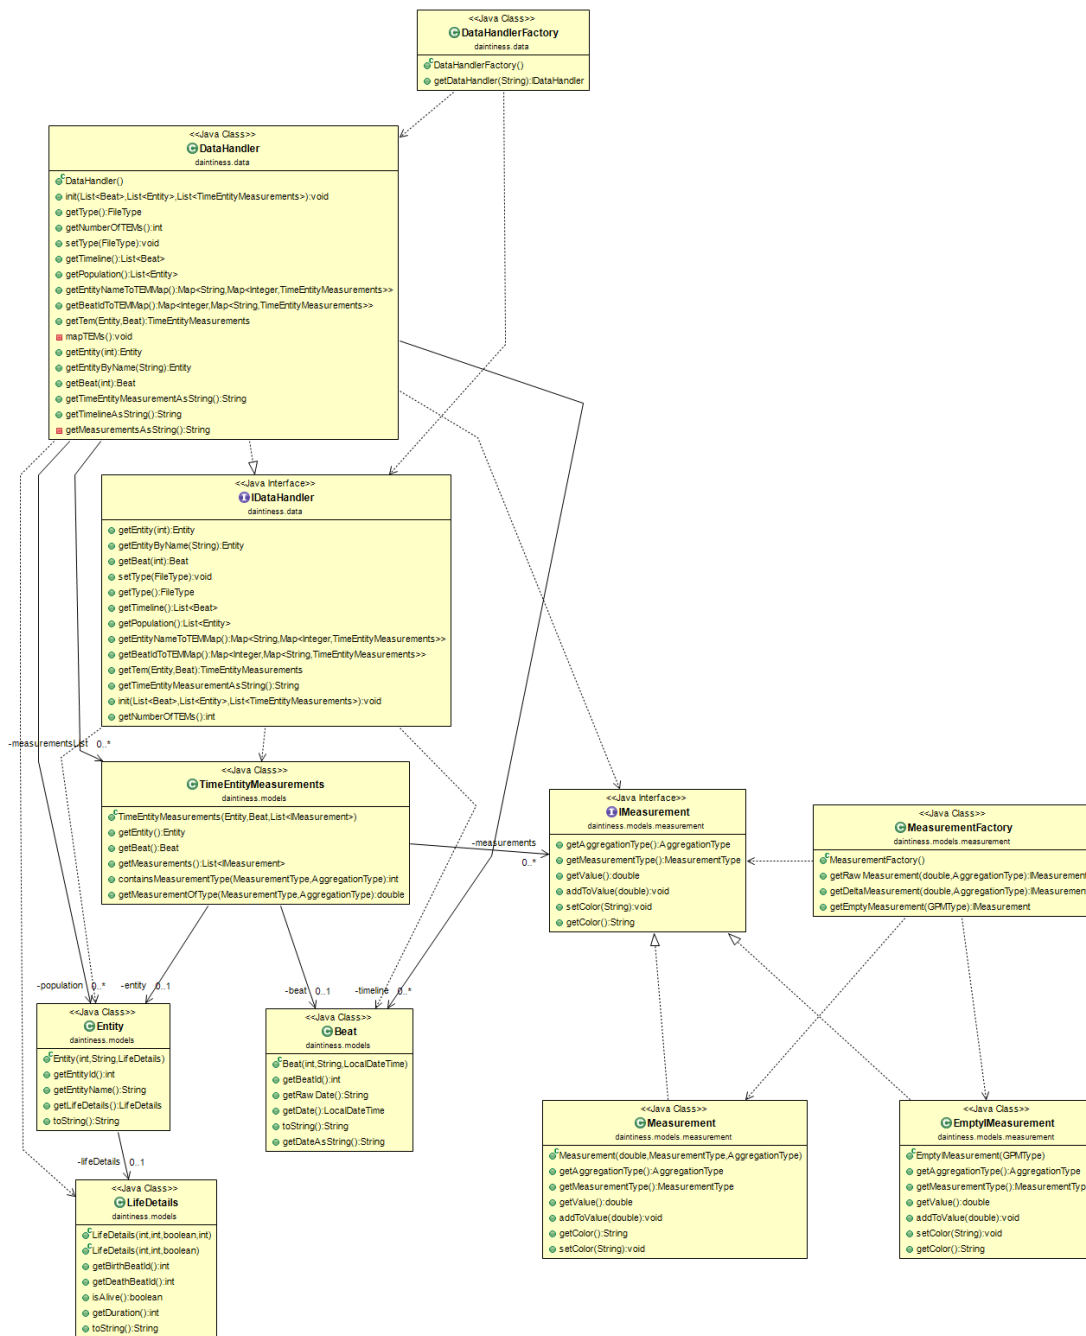 <<Java Class>>
DataHandlerFactory
daintiness.data
DataHandlerFactory()
getDataHandler(String):IDataHandler
<<Java Class>>
DataHandler
daintiness.data
DataHandler()
init(List<Beat>,List<Entity>,List<TimeEntityMeasurements>):void
getType():FileType
getNumberOfTEMs():int
setType(FileType):void
getTimeline():List<Beat>
getPopulation():List<Entity>
getEntityNameToTEMMap():Map<String,Map<Integer,TimeEntityMeasurements>>
getBeatIdToTEMMap():Map<Integer,Map<String,TimeEntityMeasurements>>
getTem(Entity,Beat):TimeEntityMeasurements
mapTEMs():void
getEntity(int):Entity
getEntityByName(String):Entity
getBeat(int):Beat
getTimeEntityMeasurementAsString():String
getTimelineAsString():String
getMeasurementsAsString():String
<<Java Interface>>
IDataHandler
daintiness.data
getEntity(int):Entity
getEntityByName(String):Entity
getBeat(int):Beat
setType(FileType):void
getType():FileType
getTimeline():List<Beat>
getPopulation():List<Entity>
getEntityNameToTEMMap():Map<String,Map<Integer,TimeEntityMeasurements>>
getBeatIdToTEMMap():Map<Integer,Map<String,TimeEntityMeasurements>>
getTem(Entity,Beat):TimeEntityMeasurements
getTimeEntityMeasurementAsString():String
init(List<Beat>,List<Entity>,List<TimeEntityMeasurements>):void
getNumberOfTEMs():int
-measurementsList 0..*
<<Java Class>>
TimeEntityMeasurements
daintiness.models
TimeEntityMeasurements(Entity,Beat,List<IMeasurement>)
getEntity():Entity
getBeat():Beat
getMeasurements():List<IMeasurement>
containsMeasurementType(MeasurementType,AggregationType):int
getMeasurementOfType(MeasurementType,AggregationType):double
-measurements
0..*
<<Java Interface>>
IMeasurement
daintiness.models.measurement
getAggregationType():AggregationType
getMeasurementType():MeasurementType
getValue():double
addToValue(double):void
setColor(String):void
getColor():String
<<Java Class>>
MeasurementFactory
daintiness.models.measurement
MeasurementFactory()
getRawMeasurement(double,AggregationType):IMeasurement
getDeltaMeasurement(double,AggregationType):IMeasurement
getEmptyMeasurement(GPMType):IMeasurement
-population 0..*
-entity 0..1
-beat 0..1
-timeline 0..*
<<Java Class>>
Entity
daintiness.models
Entity(int,String,LifeDetails)
getEntityId():int
getEntityName():String
getLifeDetails():LifeDetails
toString():String
<<Java Class>>
Beat
daintiness.models
Beat(int,String,LocalDateTime)
getBeatId():int
getRawDate():String
getDate():LocalDateTime
toString():String
getDateAsString():String
-lifeDetails 0..1
<<Java Class>>
LifeDetails
daintiness.models
LifeDetails(int,int,boolean,int)
LifeDetails(int,int,boolean)
getBirthBeatId():int
getDeathBeatId():int
isAlive():boolean
getDuration():int
toString():String
<<Java Class>>
Measurement
daintiness.models.measurement
Measurement(double,MeasurementType,AggregationType)
getAggregationType():AggregationType
getMeasurementType():MeasurementType
getValue():double
addToValue(double):void
getColor():String
setColor(String):void
<<Java Class>>
EmptyIMeasurement
daintiness.models.measurement
EmptyIMeasurement(GPMType)
getAggregationType():AggregationType
getMeasurementType():MeasurementType
getValue():double
addToValue(double):void
setColor(String):void
getColor():String